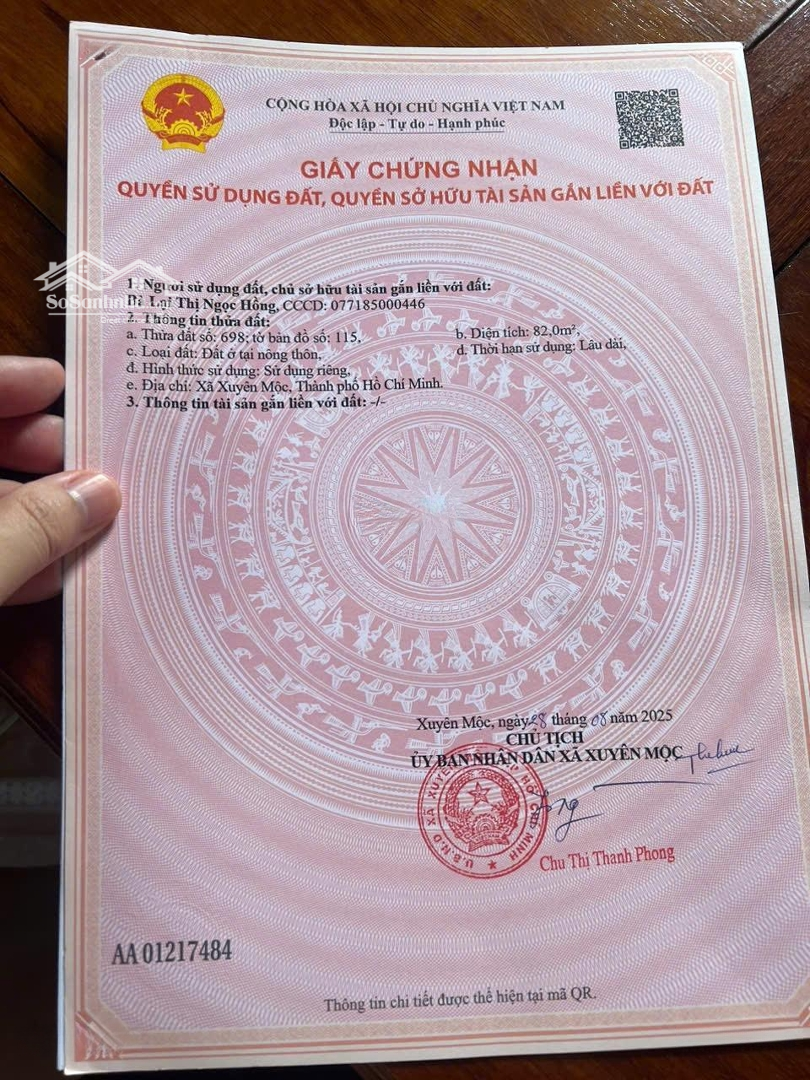 CỘNG HÒA XÃ HỘI CHỦ NGHĨA VIỆT NAM
Độc lập - Tự do - Hạnh phúc
GIẤY CHỨNG NHẬN
QUYỀN SỬ DỤNG ĐẤT, QUYỀN SỞ HỮU TÀI SẢN GẮN LIỀN VỚI ĐẤT
1. Người sử dụng đất, chủ sở hữu tài sản gắn liền với đất:
Bà Lại Thị Ngọc Hồng, CCCD: 077185000446
2. Thông tin thửa đất:
a. Thửa đất số: 698; tờ bản đồ số: 115,
b. Diện tích: 82,0m²,
c. Loại đất: Đất ở tại nông thôn,
d. Thời hạn sử dụng: Lâu dài,
đ. Hình thức sử dụng: Sử dụng riêng,
e. Địa chỉ: Xã Xuyên Mộc, Thành phố Hồ Chí Minh.
3. Thông tin tài sản gắn liền với đất: -/-
Xuyên Mộc, ngày 28 tháng 08 năm 2025
CHỦ TỊCH
ỦY BAN NHÂN DÂN XÃ XUYÊN MỘC
U.B.N.D XÃ XUYÊN HỒ CHÍ MINH
Chu Thị Thanh Phong
AA 01217484
Thông tin chi tiết được thể hiện tại mã QR.